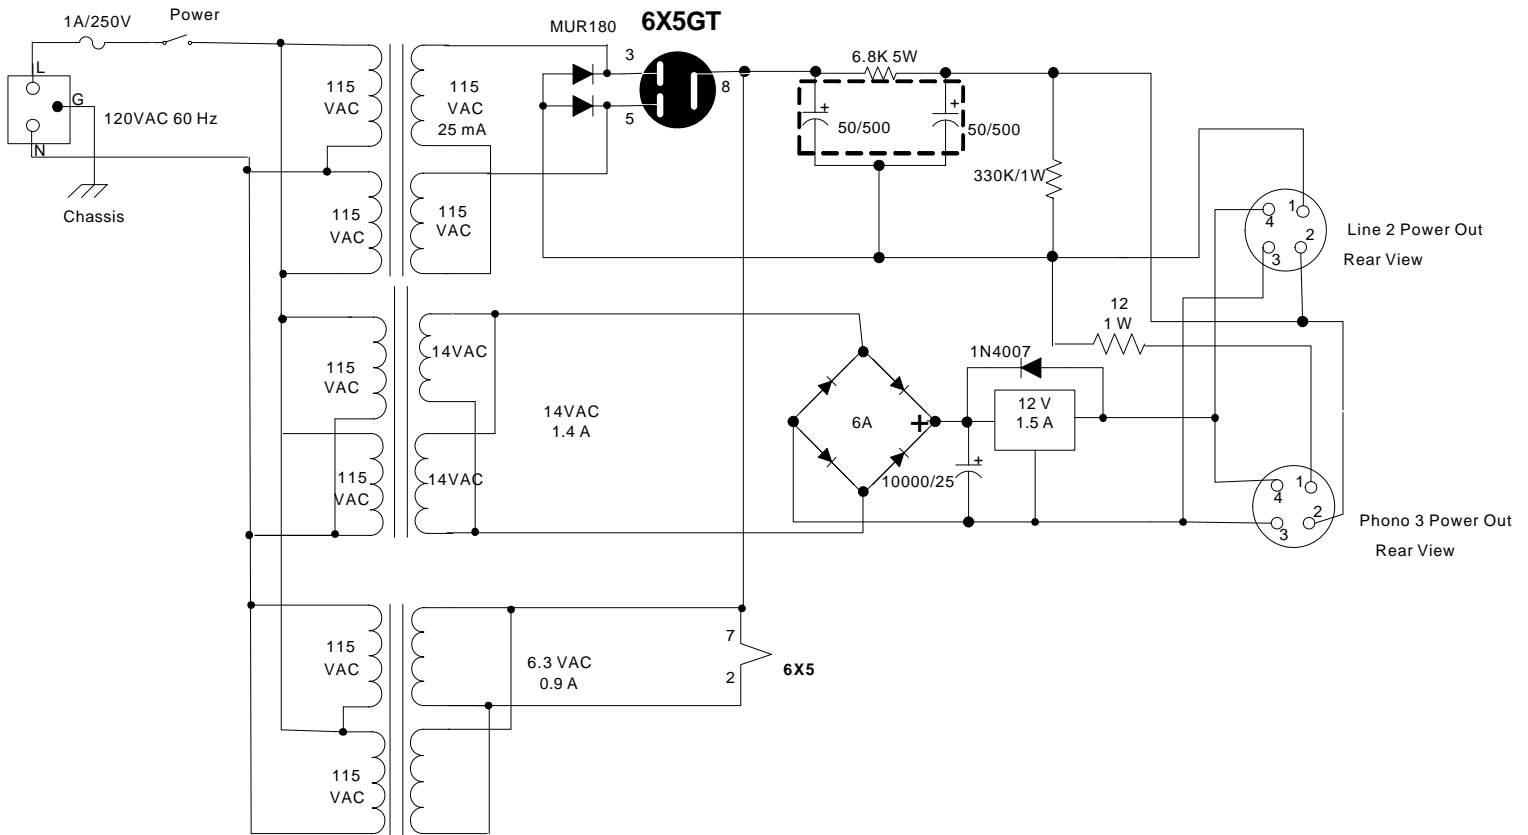 1A/250V
Power
MUR180
6X5GT
L
G
N
120VAC 60 Hz
Chassis
115
VAC
115
VAC
25 mA
115
VAC
115
VAC
3
5
8
6.8K 5W
+
50/500
+
50/500
330K/1W
4
1
2
3
Line 2 Power Out
Rear View
12
1 W
115
VAC
14VAC
14VAC
1.4 A
115
VAC
14VAC
6A
+
1N4007
12 V
1.5 A
+
10000/25
4
1
2
3
Phono 3 Power Out
Rear View
115
VAC
6.3 VAC
0.9 A
7
2
6X5
115
VAC